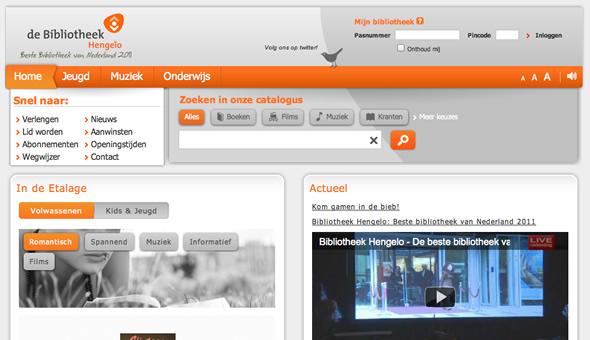 de Bibliotheek
Hengelo
Beste Bibliotheek van Nederland 2011
Volg ons op twitter!
Mijn bibliotheek ?
Pasnummer Pincode Inloggen
Onthoud mij
Home Jeugd Muziek Onderwijs
A A A
Snel naar:
Verlengen Nieuws
Lid worden Aanwinsten
Abonnementen Openingstijden
Wegwijzer Contact
Zoeken in onze catalogus
Alles Boeken Films Muziek Kranten Meer keuzes
In de Etalage
Volwassenen Kids & Jeugd
Romantisch Spannend Muziek Informatief
Films
Actueel
Kom gamen in de bieb!
Bibliotheek Hengelo: Beste bibliotheek van Nederland 2011
Bibliotheek Hengelo - De beste bibliotheek va
LIVE